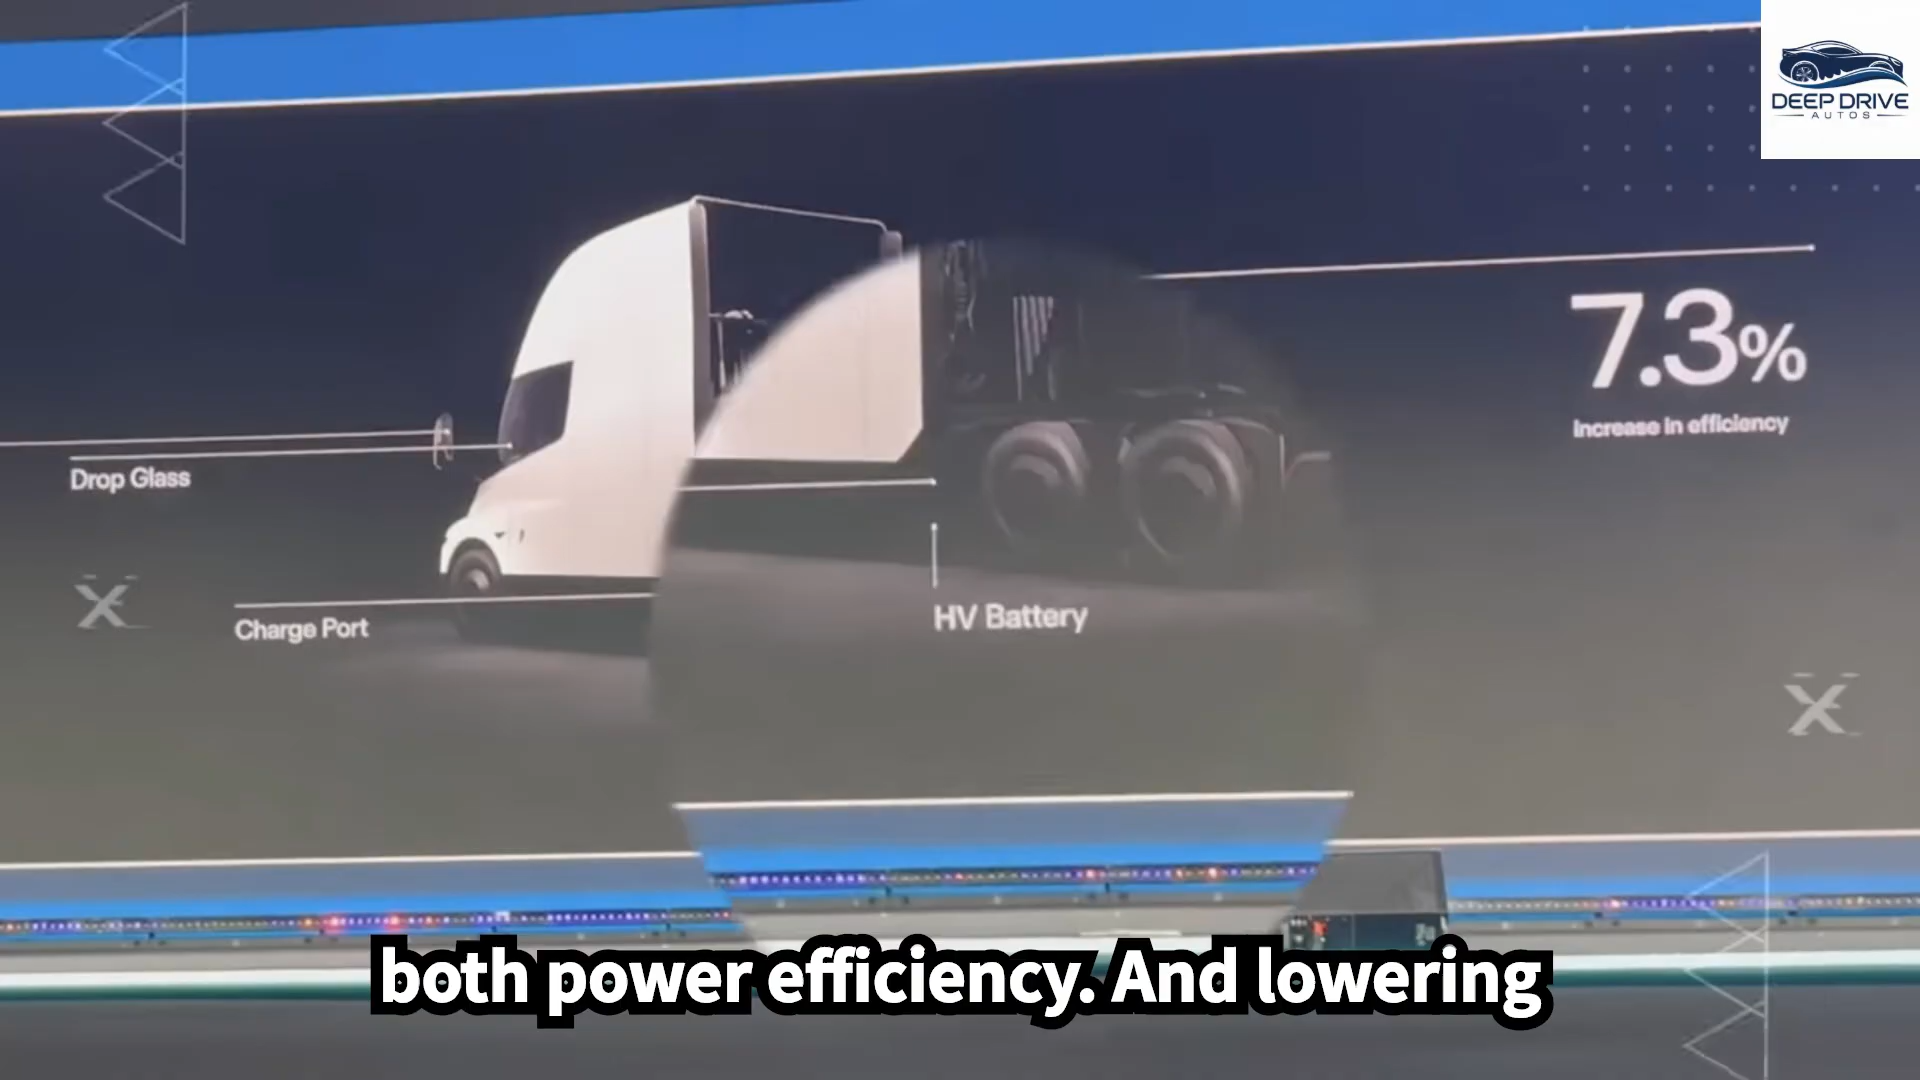 DEEP DRIVE
AUTOS
7.3%
Increase in efficiency
Drop Glass
HV Battery
Charge Port
both power efficiency. And lowering